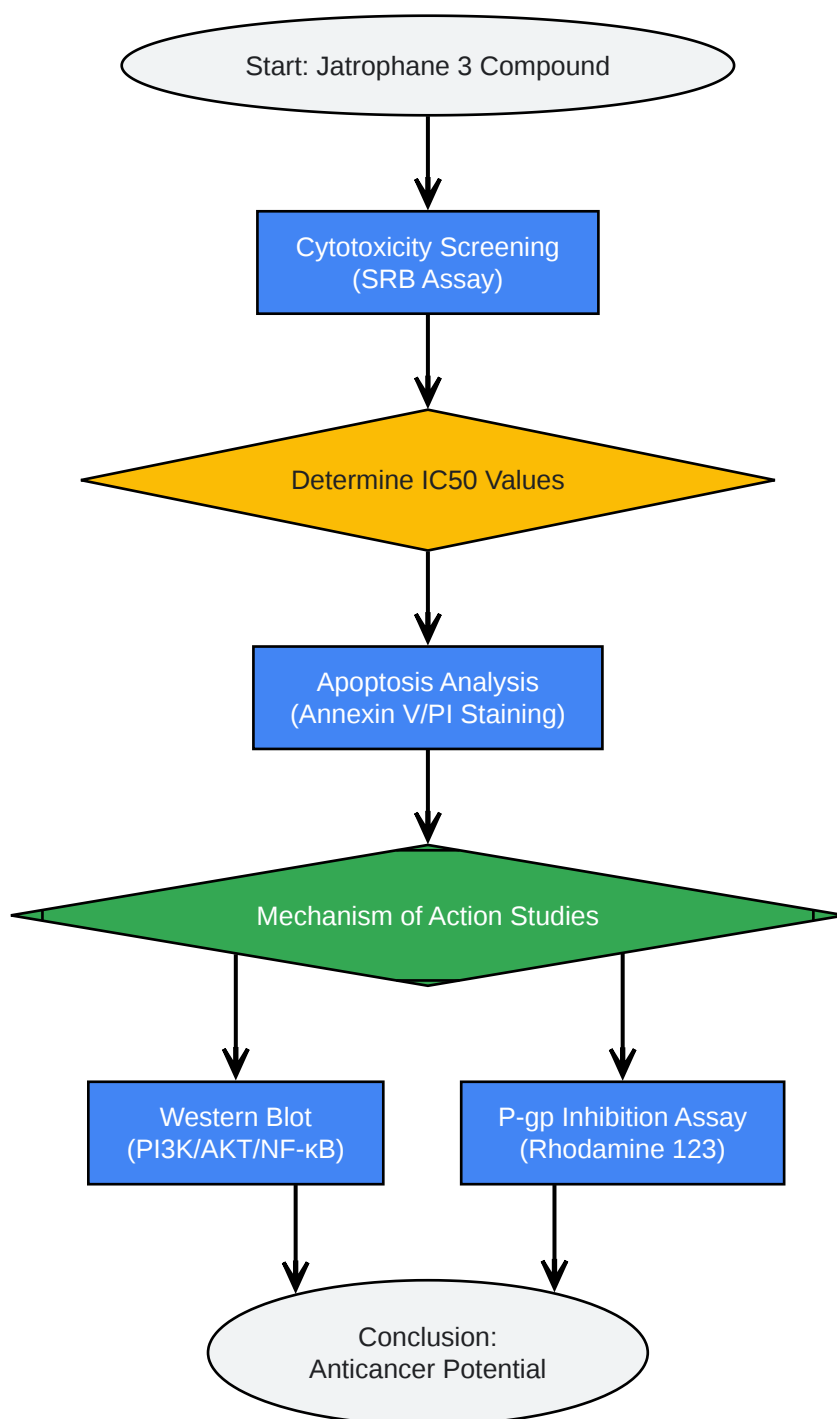 Start: Jatrophane 3 Compound
Cytotoxicity Screening
(SRB Assay)
Determine IC50 Values
Apoptosis Analysis
(Annexin V/PI Staining)
Mechanism of Action Studies
Western Blot
(PI3K/AKT/NF-κB)
P-gp Inhibition Assay
(Rhodamine 123)
Conclusion:
Anticancer Potential